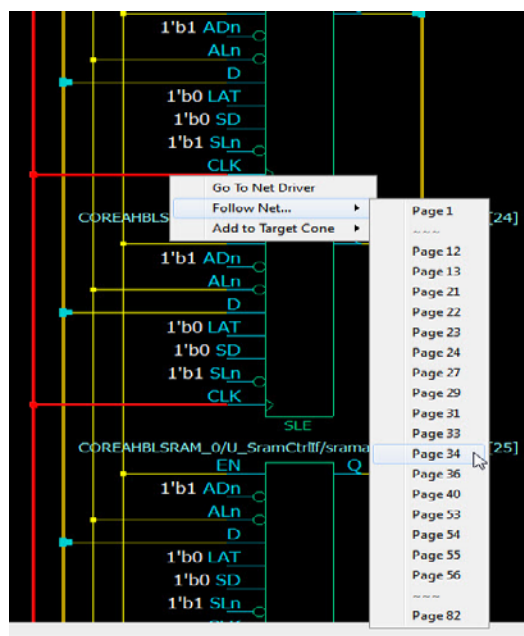 1'b1 ADn
ALn
D
1'b0 LAT
1'b0 SD
1'b1 SLn
CLK
Go To Net Driver
Follow Net...
Add to Target Cone
Page 1
~~~
Page 12
Page 13
Page 21
Page 22
Page 23
Page 24
Page 27
Page 29
Page 31
Page 33
Page 34
Page 36
Page 40
Page 53
Page 54
Page 55
Page 56
~~~
Page 82
COREAHBLS [24]
1'b1 ADn
ALn
D
1'b0 LAT
1'b0 SD
1'b1 SLn
CLK
SLE
COREAHBLSRAM_0/U_SramCtrlIf/srama [25]
EN Q
1'b1 ADn
ALn
D
1'b0 LAT
1'b0 SD
1'b1 SLn